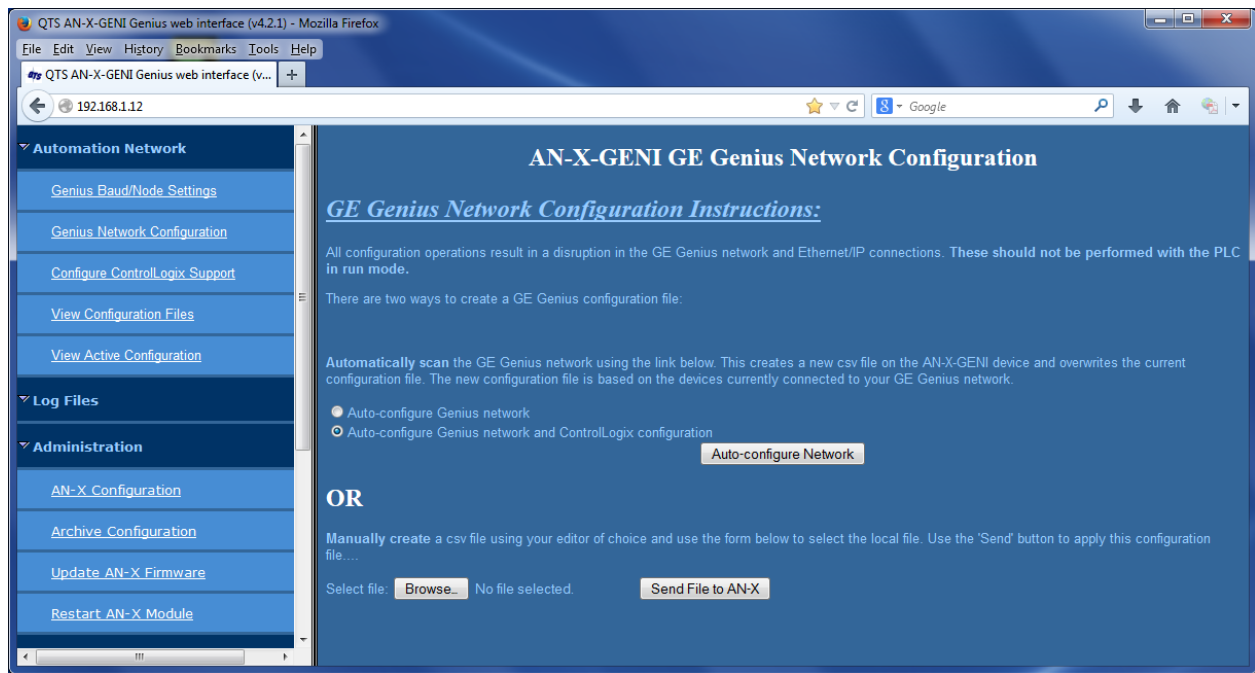 QTS AN-X-GENI Genius web interface (v4.2.1) - Mozilla Firefox
File Edit View History Bookmarks Tools Help
QTS AN-X-GENI Genius web interface (v... +
192.168.1.12
8 Google
Automation Network
Genius Baud/Node Settings
Genius Network Configuration
Configure ControlLogix Support
View Configuration Files
View Active Configuration
Log Files
Administration
AN-X Configuration
Archive Configuration
Update AN-X Firmware
Restart AN-X Module
AN-X-GENI GE Genius Network Configuration
GE Genius Network Configuration Instructions:
All configuration operations result in a disruption in the GE Genius network and Ethernet/IP connections. These should not be performed with the PLC
in run mode.
There are two ways to create a GE Genius configuration file:
Automatically scan the GE Genius network using the link below. This creates a new csv file on the AN-X-GENI device and overwrites the current
configuration file. The new configuration file is based on the devices currently connected to your GE Genius network.
Auto-configure Genius network
Auto-configure Genius network and ControlLogix configuration
Auto-configure Network
OR
Manually create a csv file using your editor of choice and use the form below to select the local file. Use the 'Send' button to apply this configuration
file....
Select file: Browse... No file selected. Send File to AN-X